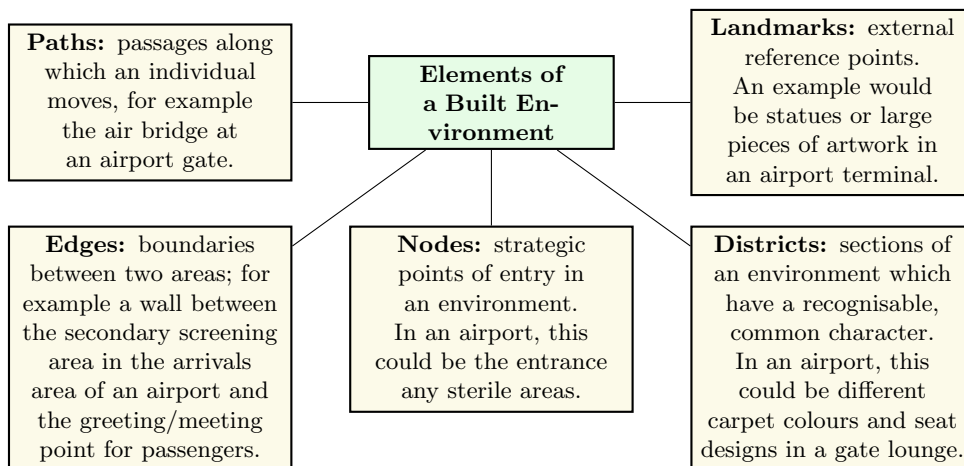 Paths: passages along
which an individual
moves, for example
the air bridge at
an airport gate.
Elements of
a Built En-
vironment
Landmarks: external
reference points.
An example would
be statues or large
pieces of artwork in
an airport terminal.
Edges: boundaries
between two areas; for
example a wall between
the secondary screening
area in the arrivals
area of an airport and
the greeting/meeting
point for passengers.
Nodes: strategic
points of entry in
an environment.
In an airport, this
could be the entrance
any sterile areas.
Districts: sections of
an environment which
have a recognisable,
common character.
In an airport, this
could be different
carpet colours and seat
designs in a gate lounge.